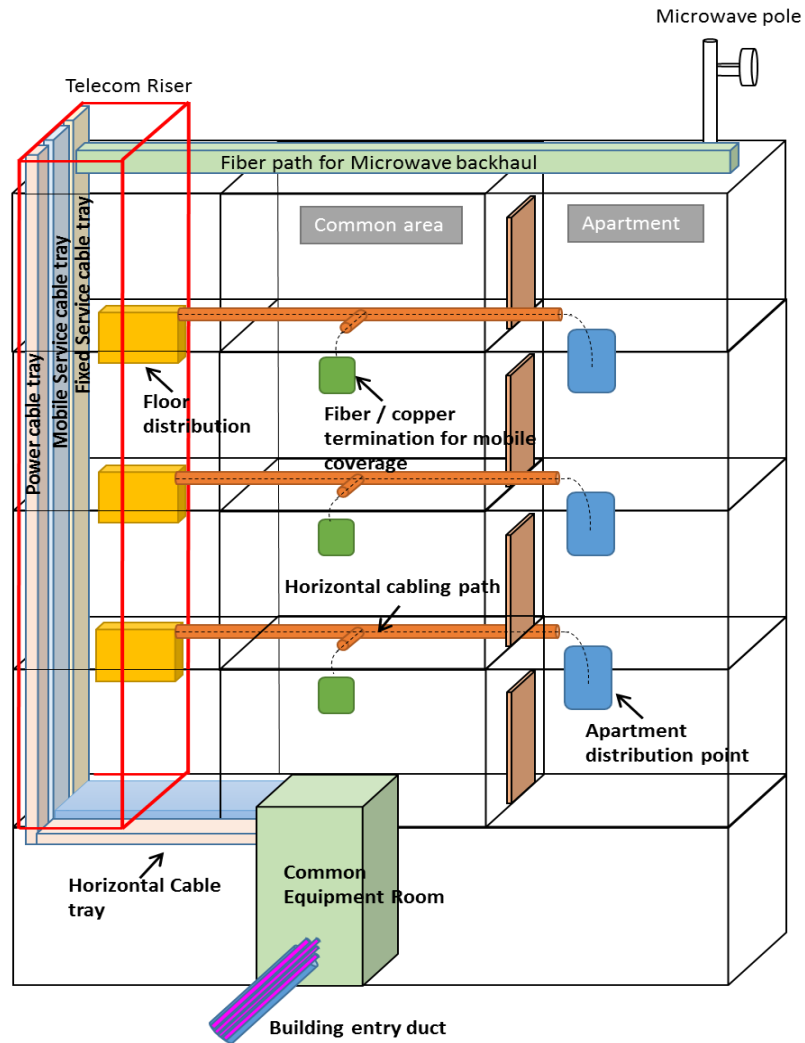 Microwave pole
Telecom Riser
Fiber path for Microwave backhaul
Common area
Apartment
Power cable tray
Mobile Service cable tray
Fixed Service cable tray
Floor
distribution
Fiber / copper
termination for mobile
coverage
Horizontal cabling path
Apartment
distribution point
Horizontal Cable
tray
Common
Equipment Room
Building entry duct